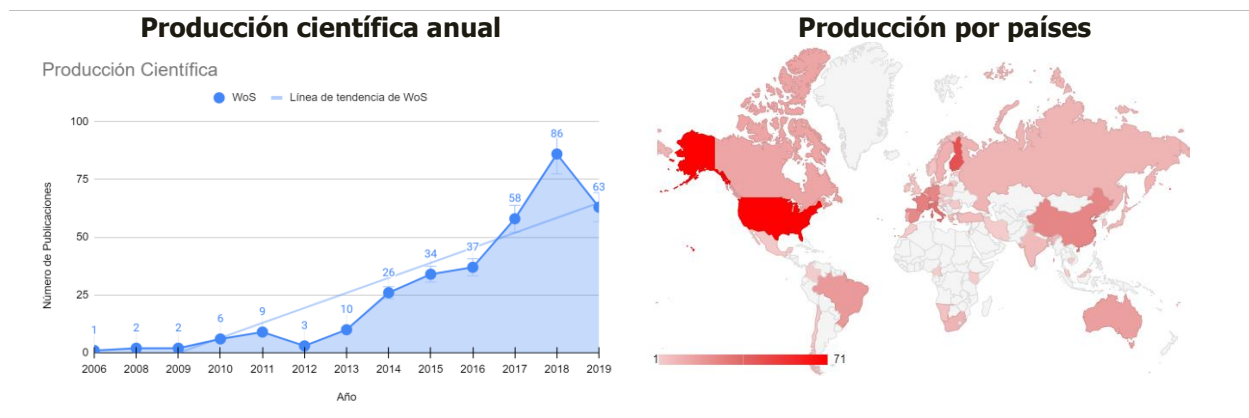 Producción científica anual
Producción Científica
WoS Línea de tendencia de WoS
Número de Publicaciones
100
75
50
25
0
1 2 2 6 9 3 10 26 34 37 58 86 63
2006 2008 2009 2010 2011 2012 2013 2014 2015 2016 2017 2018 2019
Año
Producción por países
1 71